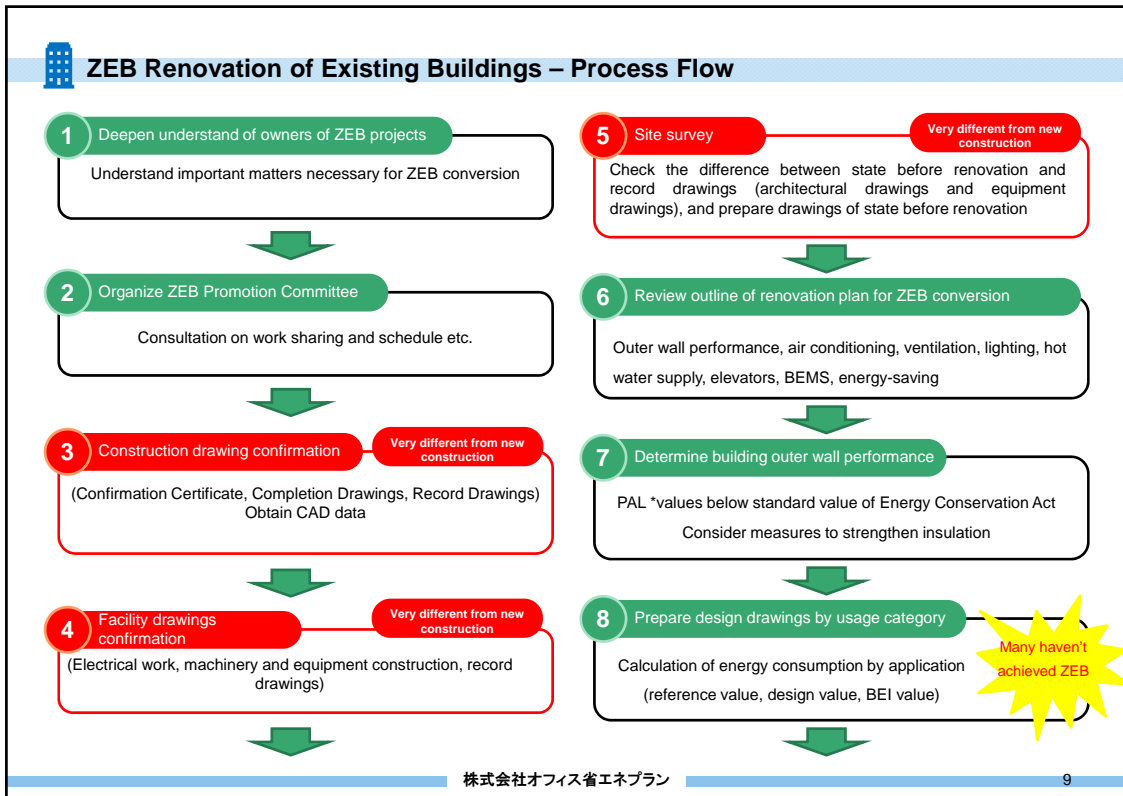 ZEB Renovation of Existing Buildings – Process Flow
1
Deepen understand of owners of ZEB projects
Understand important matters necessary for ZEB conversion
2
Organize ZEB Promotion Committee
Consultation on work sharing and schedule etc.
3
Construction drawing confirmation
Very different from new
construction
(Confirmation Certificate, Completion Drawings, Record Drawings)
Obtain CAD data
4
Facility drawings
confirmation
Very different from new
construction
(Electrical work, machinery and equipment construction, record
drawings)
5
Site survey
Very different from new
construction
Check the difference between state before renovation and
record drawings (architectural drawings and equipment
drawings), and prepare drawings of state before renovation
6
Review outline of renovation plan for ZEB conversion
Outer wall performance, air conditioning, ventilation, lighting, hot
water supply, elevators, BEMS, energy-saving
7
Determine building outer wall performance
PAL *values below standard value of Energy Conservation Act
Consider measures to strengthen insulation
8
Prepare design drawings by usage category
Calculation of energy consumption by application
(reference value, design value, BEI value)
Many haven't
achieved ZEB
株式会社オフィス省エネプラン
9